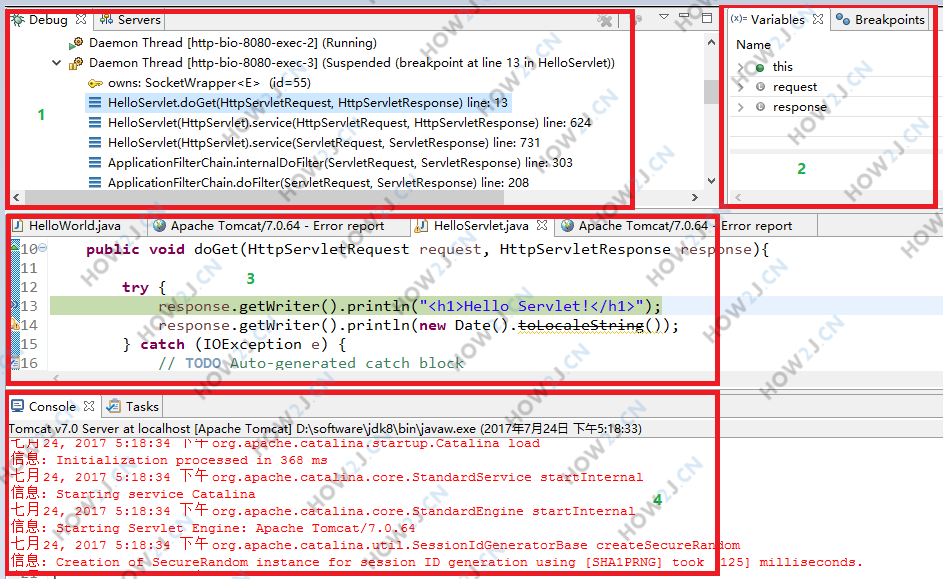 Debug Servers
Daemon Thread [http-bio-8080-exec-2] (Running)
Daemon Thread [http-bio-8080-exec-3] (Suspended (breakpoint at line 13 in HelloServlet))
owns: SocketWrapper<E> (id=55)
HelloServlet.doGet(HttpServletRequest, HttpServletResponse) line: 13
HelloServlet(HttpServlet).service(HttpServletRequest, HttpServletResponse) line: 624
HelloServlet(HttpServlet).service(ServletRequest, ServletResponse) line: 731
ApplicationFilterChain.internalDoFilter(ServletRequest, ServletResponse) line: 303
ApplicationFilterChain.doFilter(ServletRequest, ServletResponse) line: 208
1
(x)= Variables Breakpoints
Name
this
request
response
2
HelloWorld.java Apache Tomcat/7.0.64 - Error report HelloServlet.java Apache Tomcat/7.0.64 - Error report
10 public void doGet(HttpServletRequest request, HttpServletResponse response){
11
12 try {
13 response.getWriter().println("<h1>Hello Servlet!</h1>");
14 response.getWriter().println(new Date().toLocaleString());
15 } catch (IOException e) {
16 // TODO Auto-generated catch block
3
Console Tasks
Tomcat v7.0 Server at localhost [Apache Tomcat] D:\software\jdk8\bin\javaw.exe (2017年7月24日 下午5:18:33)
七月 24, 2017 5:18:34 下午 org.apache.catalina.startup.Catalina load
信息: Initialization processed in 368 ms
七月 24, 2017 5:18:34 下午 org.apache.catalina.core.StandardService startInternal
信息: Starting service Catalina
七月 24, 2017 5:18:34 下午 org.apache.catalina.core.StandardEngine startInternal
信息: Starting Servlet Engine: Apache Tomcat/7.0.64
七月 24, 2017 5:18:34 下午 org.apache.catalina.util.SessionIdGeneratorBase createSecureRandom
信息: Creation of SecureRandom instance for session ID generation using [SHA1PRNG] took [125] milliseconds.
4
HOW2J.CN